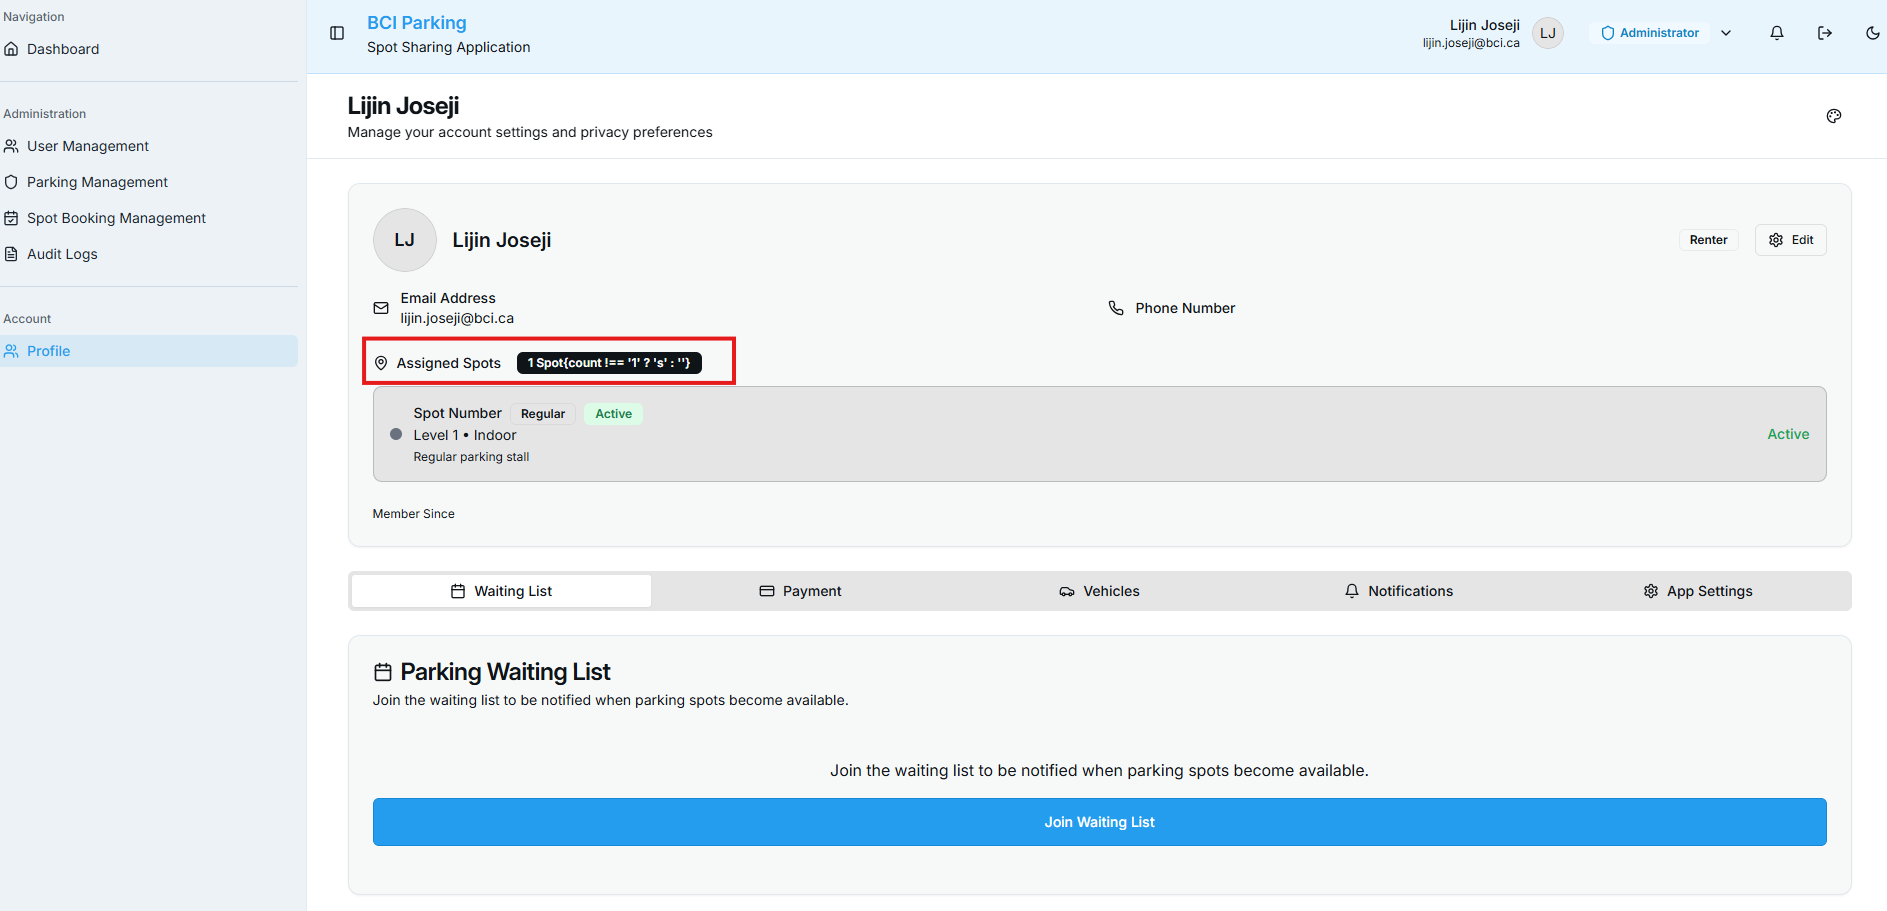 Navigation
Dashboard
Administration
User Management
Parking Management
Spot Booking Management
Audit Logs
Account
Profile
BCI Parking
Spot Sharing Application
Lijin Joseji
lijin.joseji@bci.ca
LJ
Administrator
Lijin Joseji
Manage your account settings and privacy preferences
LJ
Lijin Joseji
Renter
Edit
Email Address
lijin.joseji@bci.ca
Phone Number
Assigned Spots
1 Spot{count !== '1' ? 's' : ''}
Spot Number
Regular
Active
Level 1 • Indoor
Regular parking stall
Active
Member Since
Waiting List
Payment
Vehicles
Notifications
App Settings
Parking Waiting List
Join the waiting list to be notified when parking spots become available.
Join the waiting list to be notified when parking spots become available.
Join Waiting List